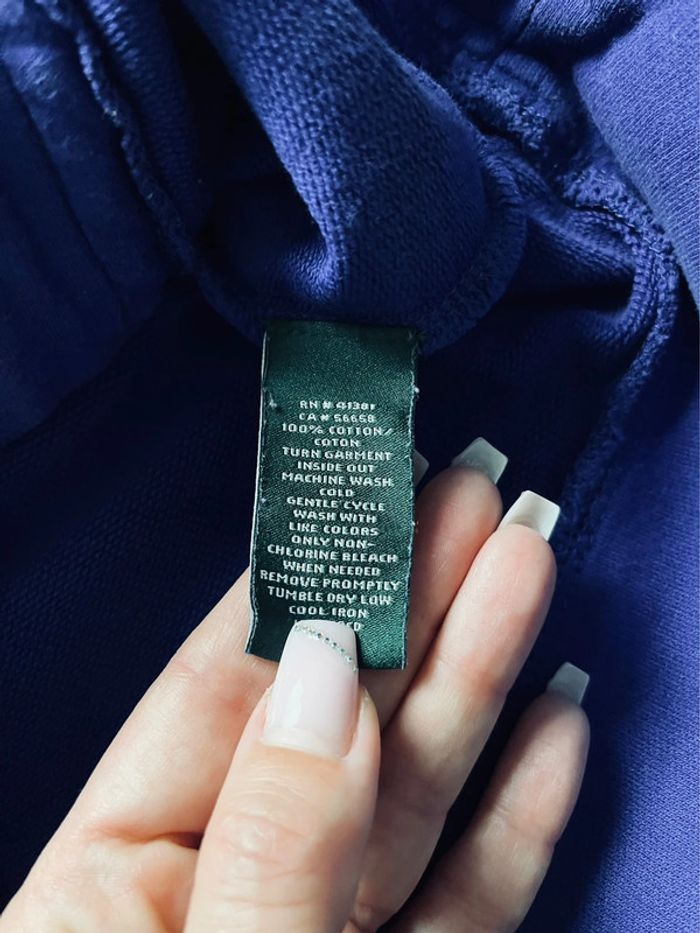 RN # 41381
CA # 56658
100% COTTON/
COTON
TURN GARMENT
INSIDE OUT
MACHINE WASH
COLD
GENTLE CYCLE
WASH WITH
LIKE COLORS
ONLY NON-
CHLORINE BLEACH
WHEN NEEDED
REMOVE PROMPTLY
TUMBLE DRY LOW
COOL IRON